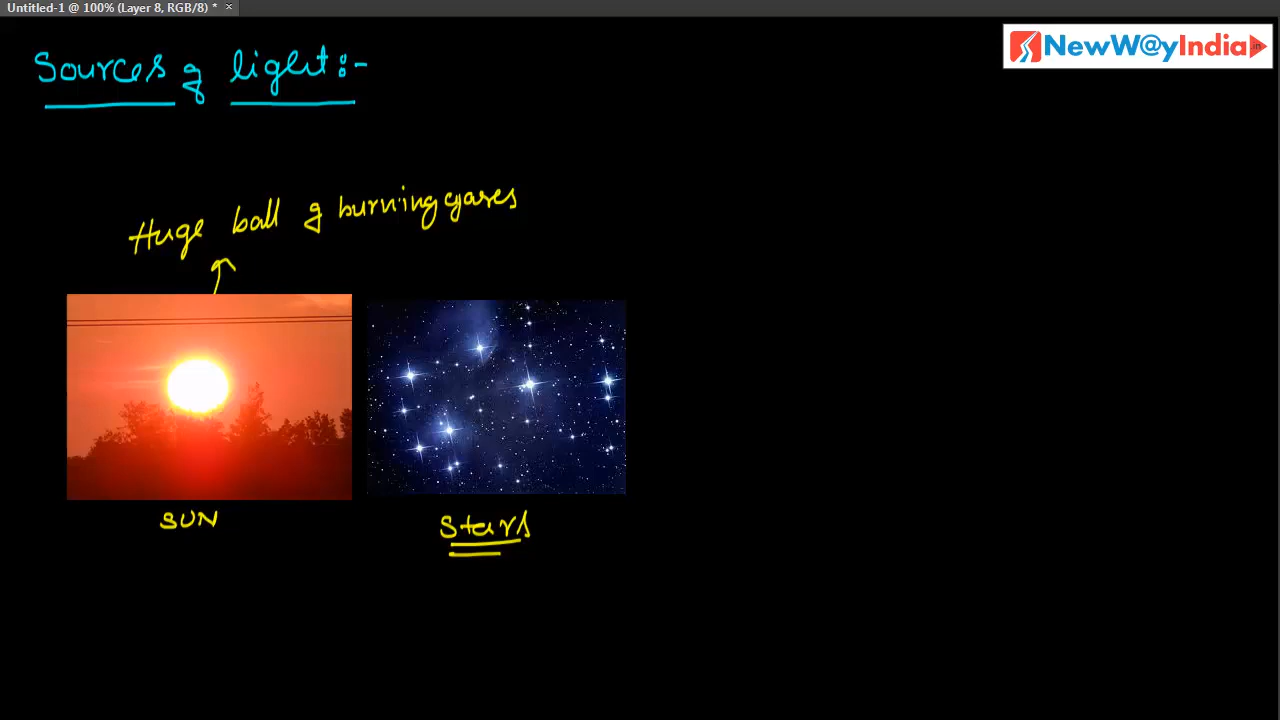 Untitled-1 @ 100% (Layer 8, RGB/8) * ×
NewW@yIndia.in
Sources of light:-
Huge ball of burning gases
SUN
Stars